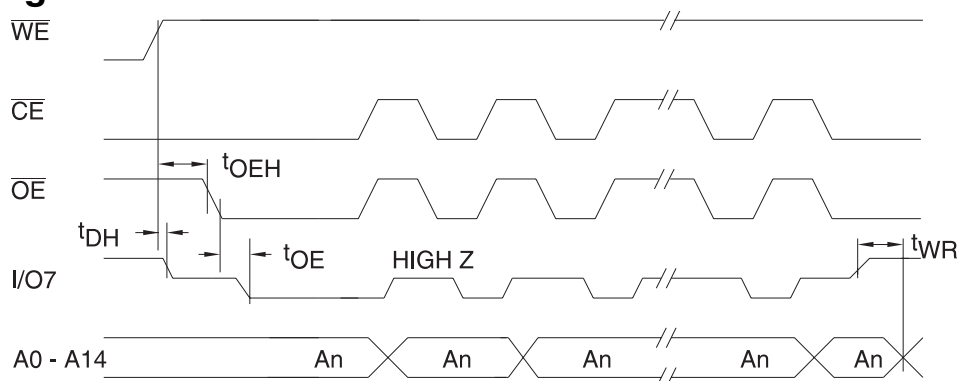 WE
CE
tOEH
OE
tDH
tOE
HIGH Z
tWR
I/O7
A0 - A14 An An An An An